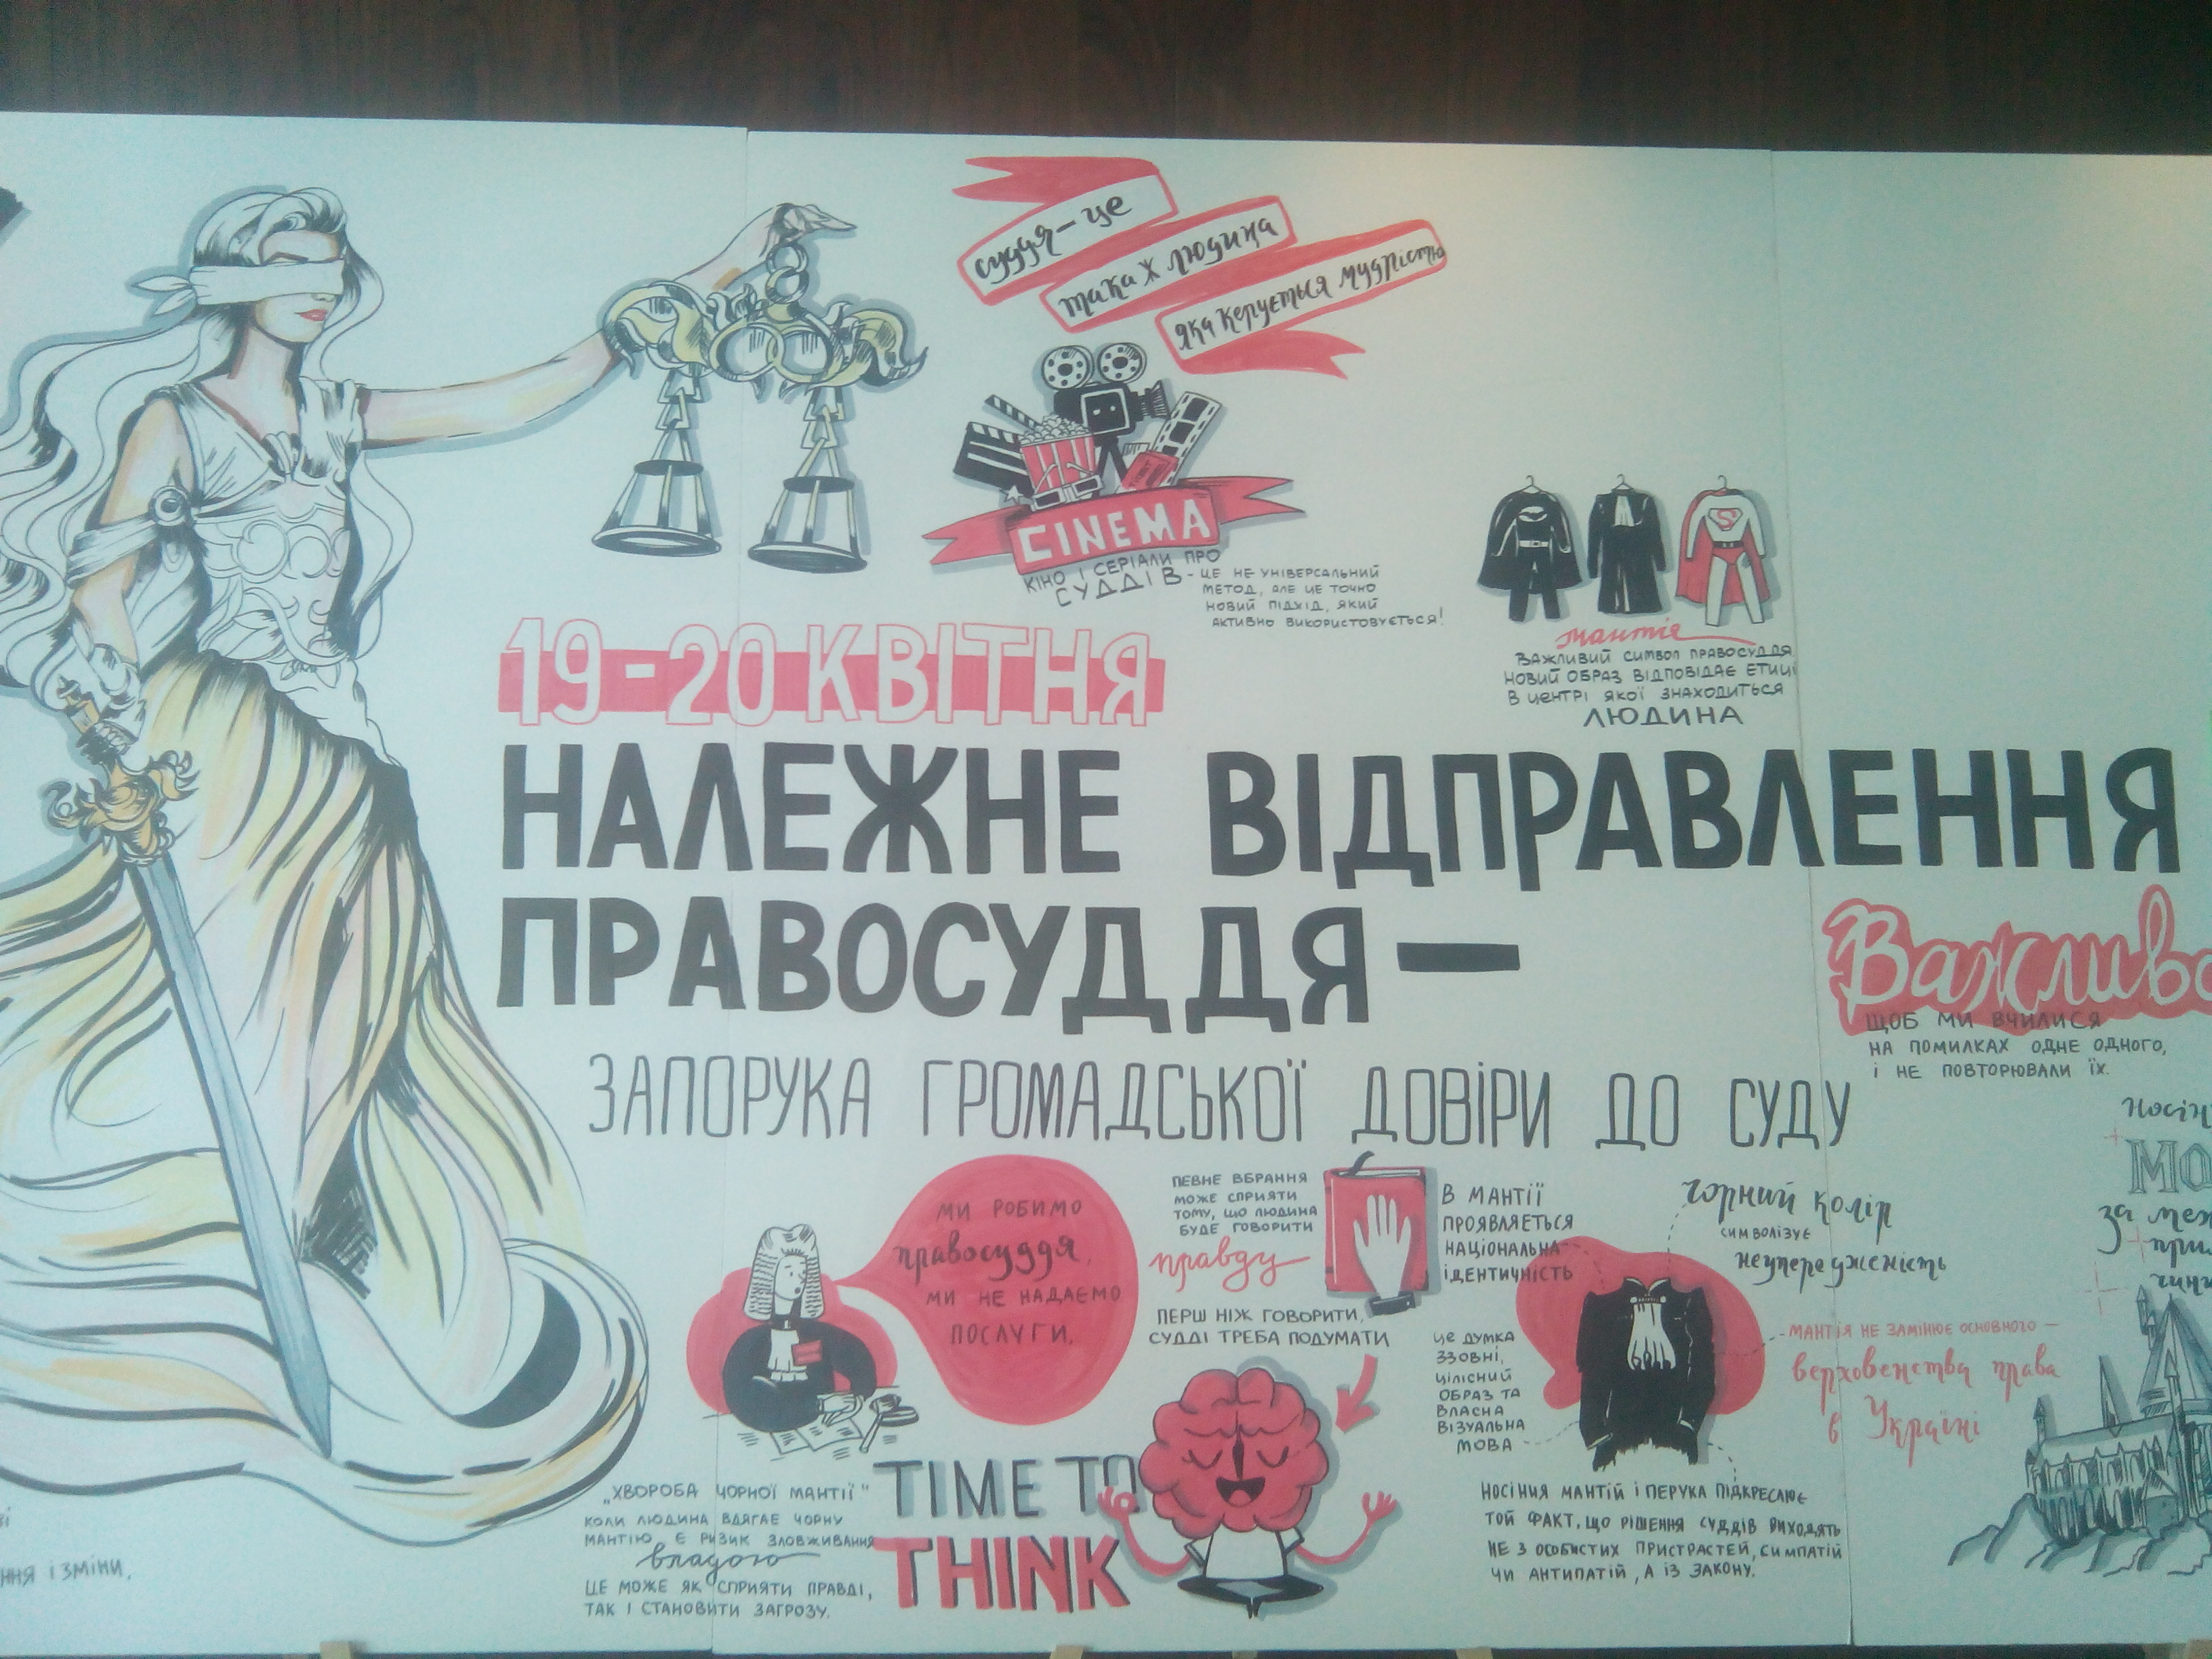 суддя — це
така ж людина
яка керується мудрістю
CINEMA
КІНО І СЕРІАЛИ ПРО
СУДДІВ - ЦЕ НЕ УНІВЕРСАЛЬНИЙ
МЕТОД, АЛЕ ЦЕ ТОЧНО
НОВИЙ ПІДХІД, ЯКИЙ
АКТИВНО ВИКОРИСТОВУЄТЬСЯ!
S
мантія
ВАЖЛИВИЙ СИМВОЛ ПРАВОСУДДЯ
НОВИЙ ОБРАЗ ВІДПОВІДАЄ ЕТИЦІ
В ЦЕНТРІ ЯКОЇ ЗНАХОДИТЬСЯ
ЛЮДИНА
19-20 КВІТНЯ
НАЛЕЖНЕ ВІДПРАВЛЕННЯ
ПРАВОСУДДЯ —
ЗАПОРУКА ГРОМАДСЬКОЇ ДОВІРИ ДО СУДУ
Важливо
ЩОБ МИ ВЧИЛИСЯ
НА ПОМИЛКАХ ОДНЕ ОДНОГО,
І НЕ ПОВТОРЮВАЛИ ЇХ.
МИ РОБИМО
правосуддя,
МИ НЕ НАДАЄМО
ПОСЛУГИ.
ПЕВНЕ ВБРАННЯ
МОЖЕ СПРИЯТИ
ТОМУ, ЩО ЛЮДИНА
БУДЕ ГОВОРИТИ
правду
ПЕРШ НІЖ ГОВОРИТИ,
СУДДІ ТРЕБА ПОДУМАТИ
TIME TO
THINK
„ХВОРОБА ЧОРНОЇ МАНТІЇ"
КОЛИ ЛЮДИНА ВДЯГАЄ ЧОРНУ
МАНТІЮ, Є РИЗИК ЗЛОВЖИВАННЯ
владою
ЦЕ МОЖЕ ЯК СПРИЯТИ ПРАВДІ,
ТАК І СТАНОВИТИ ЗАГРОЗУ.
В МАНТІЇ
ПРОЯВЛЯЄТЬСЯ
НАЦІОНАЛЬНА
ІДЕНТИЧНІСТЬ
чорний колір
СИМВОЛІЗУЄ
неупередженість
ЦЕ ДУМКА
ЗЗОВНІ,
ЦІЛІСНИЙ
ОБРАЗ ТА
ВЛАСНА
ВІЗУАЛЬНА
МОВА
МАНТІЯ НЕ ЗАМІНЮЄ ОСНОВНОГО —
верховенства права
в Україні
НОСІННЯ МАНТІЙ І ПЕРУКА ПІДКРЕСЛЮЄ
ТОЙ ФАКТ, ЩО РІШЕННЯ СУДДІВ ВИХОДЯТЬ
НЕ З ОСОБИСТИХ ПРИСТРАСТЕЙ, СИМПАТІЙ
ЧИ АНТИПАТІЙ, А ІЗ ЗАКОНУ.
за
І ЗМІНИ.